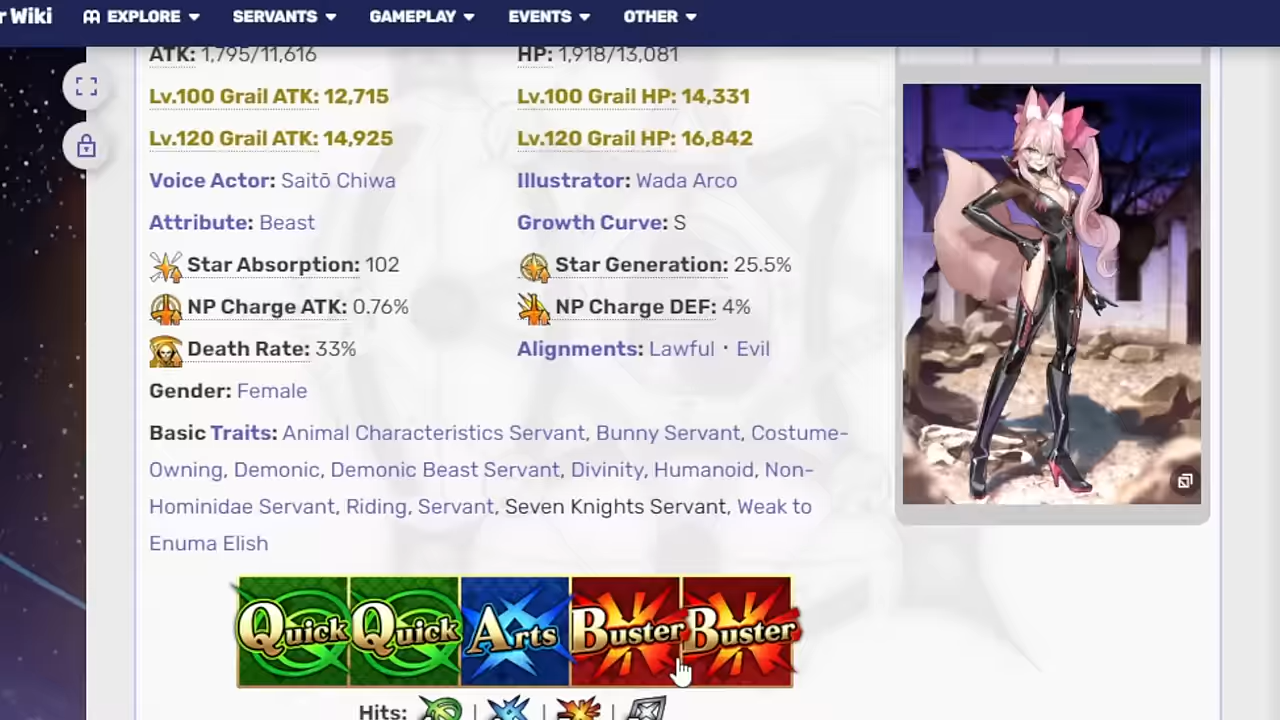 r Wiki EXPLORE SERVANTS GAMEPLAY EVENTS OTHER
ATK: 1,795/11,616 HP: 1,918/13,081
Lv.100 Grail ATK: 12,715 Lv.100 Grail HP: 14,331
Lv.120 Grail ATK: 14,925 Lv.120 Grail HP: 16,842
Voice Actor: Saitō Chiwa Illustrator: Wada Arco
Attribute: Beast Growth Curve: S
Star Absorption: 102 Star Generation: 25.5%
NP Charge ATK: 0.76% NP Charge DEF: 4%
Death Rate: 33% Alignments: Lawful・Evil
Gender: Female
Basic Traits: Animal Characteristics Servant, Bunny Servant, Costume-
Owning, Demonic, Demonic Beast Servant, Divinity, Humanoid, Non-
Hominidae Servant, Riding, Servant, Seven Knights Servant, Weak to
Enuma Elish
Quick Quick Arts Buster Buster
Hits: | | |